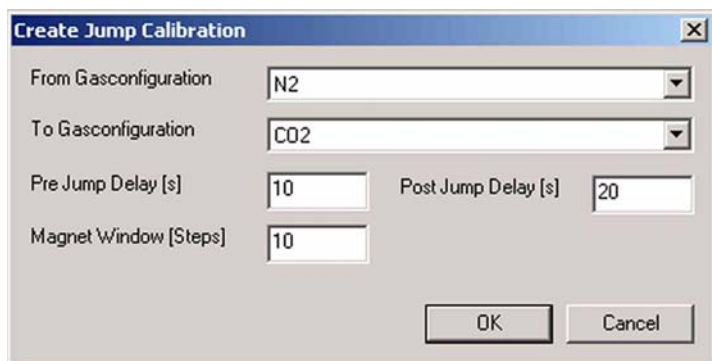 Create Jump Calibration
From Gasconfiguration N2
To Gasconfiguration CO2
Pre Jump Delay [s] 10 Post Jump Delay [s] 20
Magnet Window [Steps] 10
OK Cancel